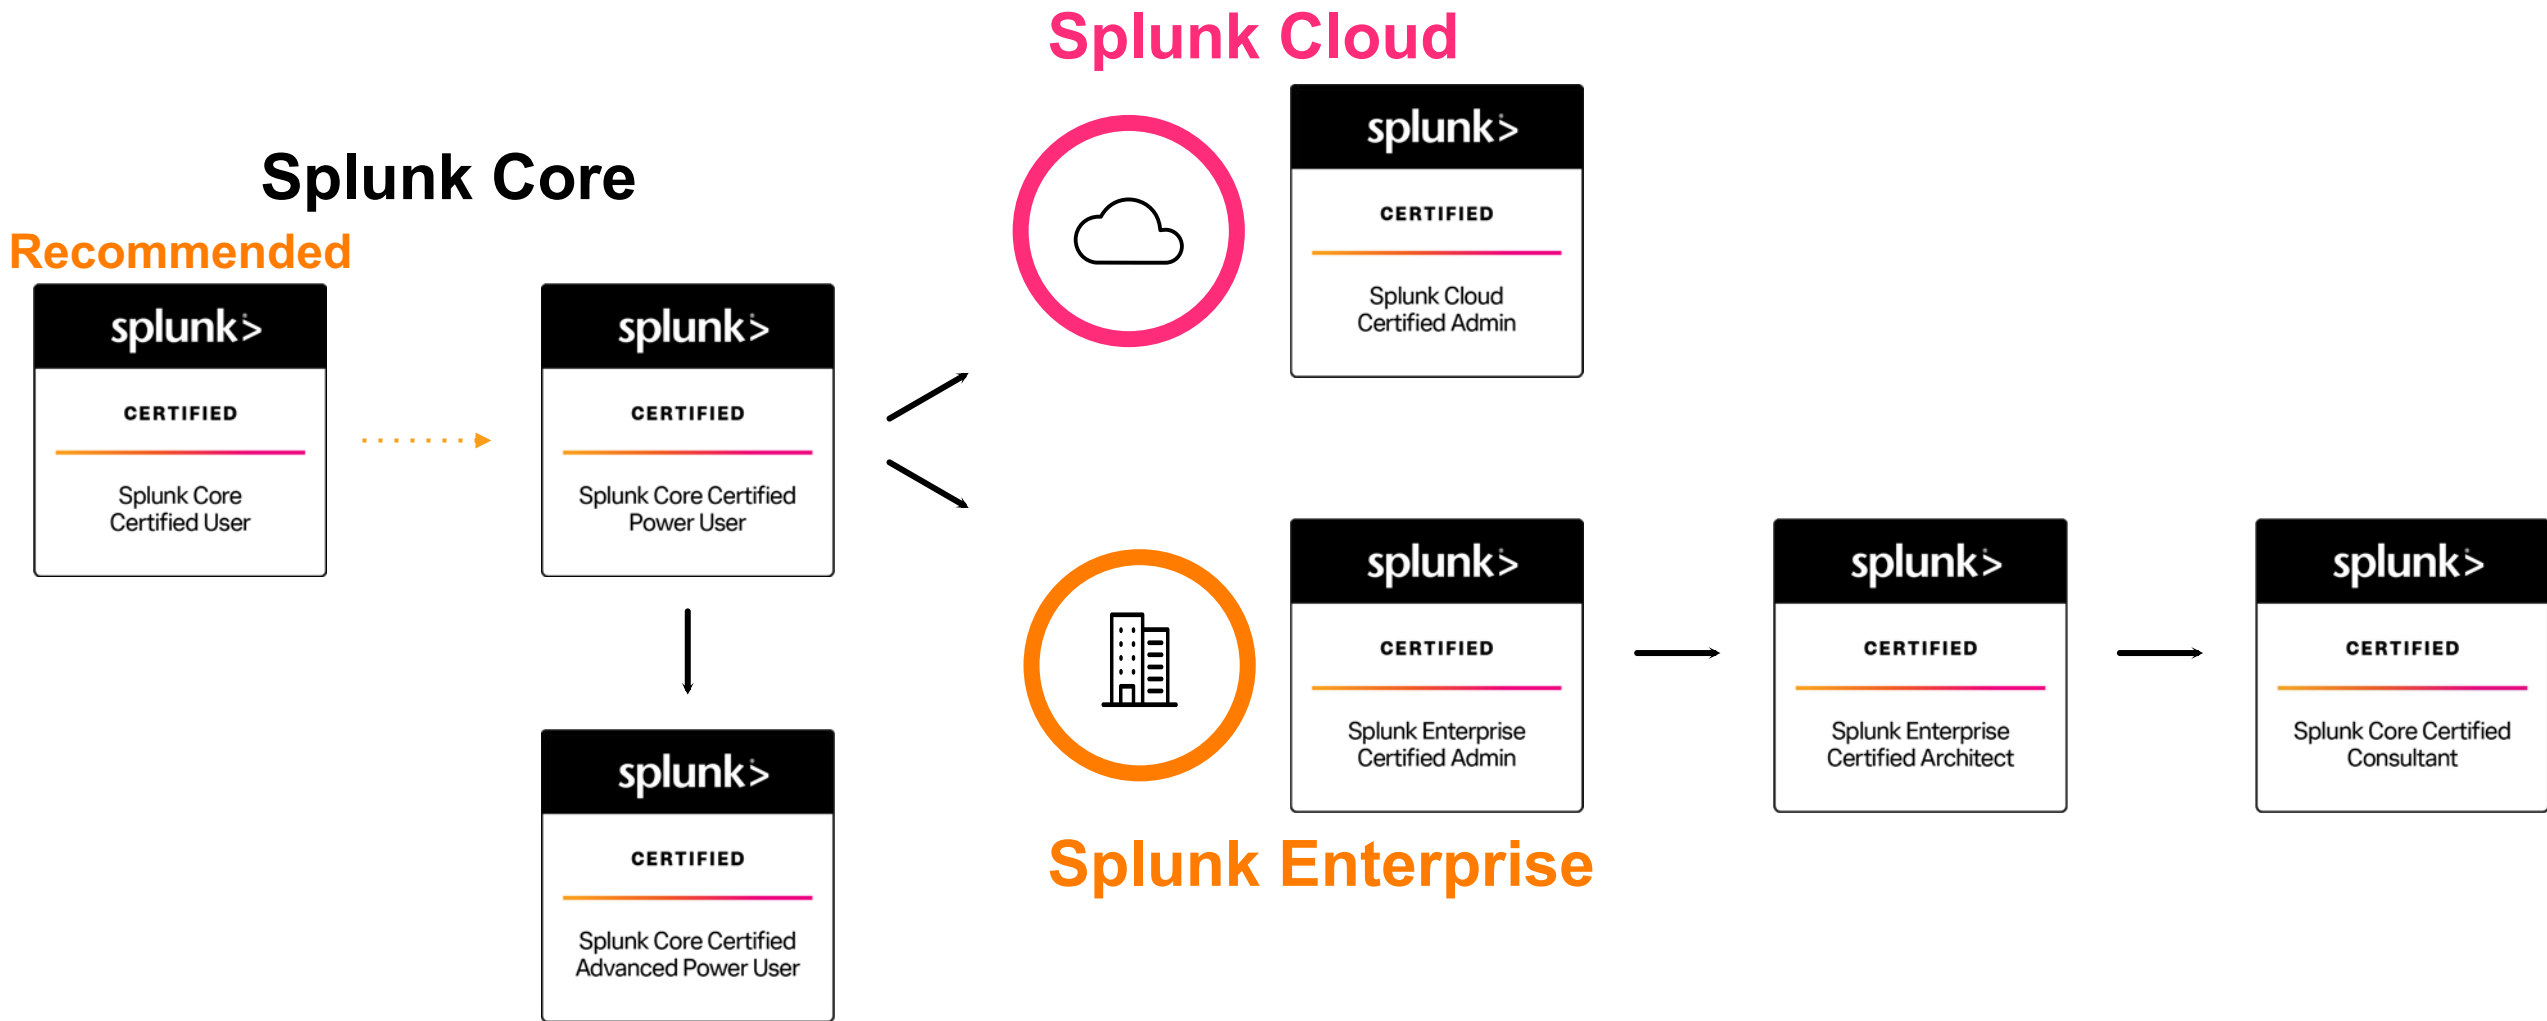 Splunk Core
Recommended
splunk>
CERTIFIED
Splunk Core
Certified User
splunk>
CERTIFIED
Splunk Core Certified
Power User
splunk>
CERTIFIED
Splunk Core Certified
Advanced Power User
Splunk Cloud
splunk>
CERTIFIED
Splunk Cloud
Certified Admin
splunk>
CERTIFIED
Splunk Enterprise
Certified Admin
Splunk Enterprise
splunk>
CERTIFIED
Splunk Enterprise
Certified Architect
splunk>
CERTIFIED
Splunk Core Certified
Consultant